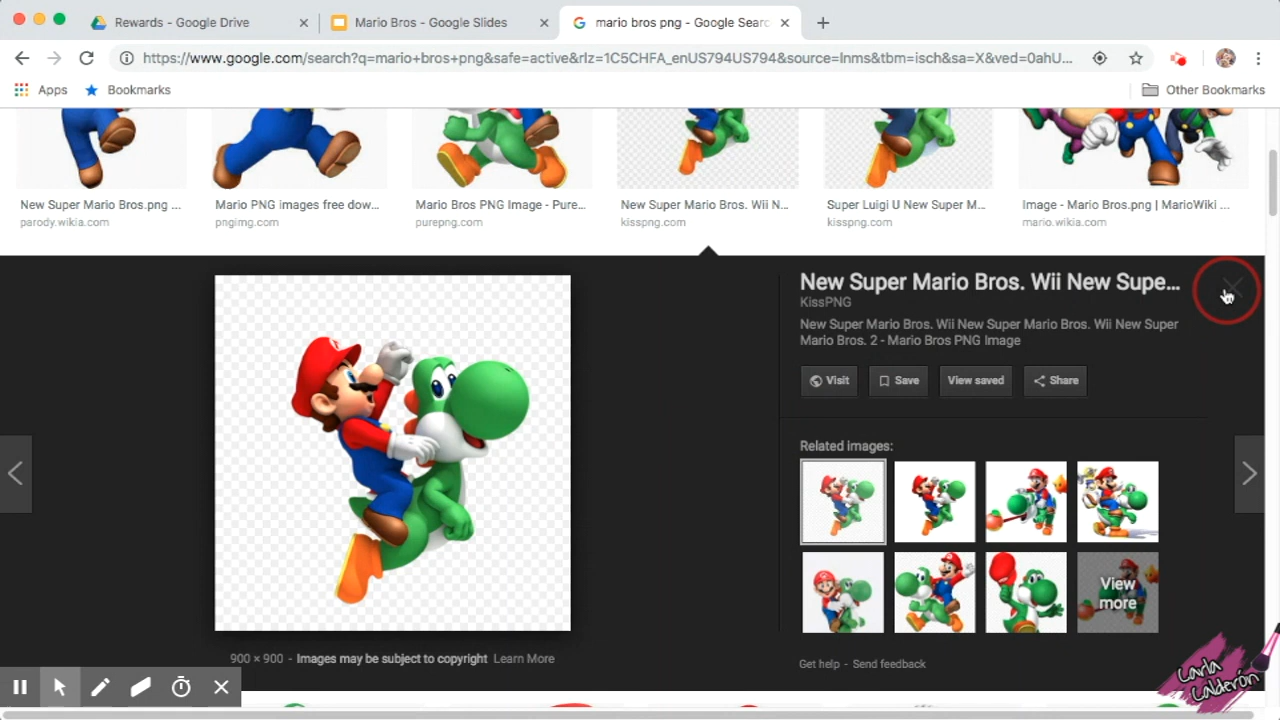 Rewards - Google Drive
Mario Bros - Google Slides
mario bros png - Google Searc
https://www.google.com/search?q=mario+bros+png&safe=active&rlz=1C5CHFA_enUS794US794&source=lnms&tbm=isch&sa=X&ved=0ahU...
Apps
Bookmarks
Other Bookmarks
New Super Mario Bros.png ...
parody.wikia.com
Mario PNG images free dow...
pngimg.com
Mario Bros PNG Image - Pure...
purepng.com
New Super Mario Bros. Wii N...
kisspng.com
Super Luigi U New Super M...
kisspng.com
Image - Mario Bros.png | MarioWiki ...
mario.wikia.com
New Super Mario Bros. Wii New Supe...
KissPNG
New Super Mario Bros. Wii New Super Mario Bros. Wii New Super
Mario Bros. 2 - Mario Bros PNG Image
Visit
Save
View saved
Share
Related images:
View
more
900 × 900 - Images may be subject to copyright Learn More
Get help - Send feedback
Carla
Calderón